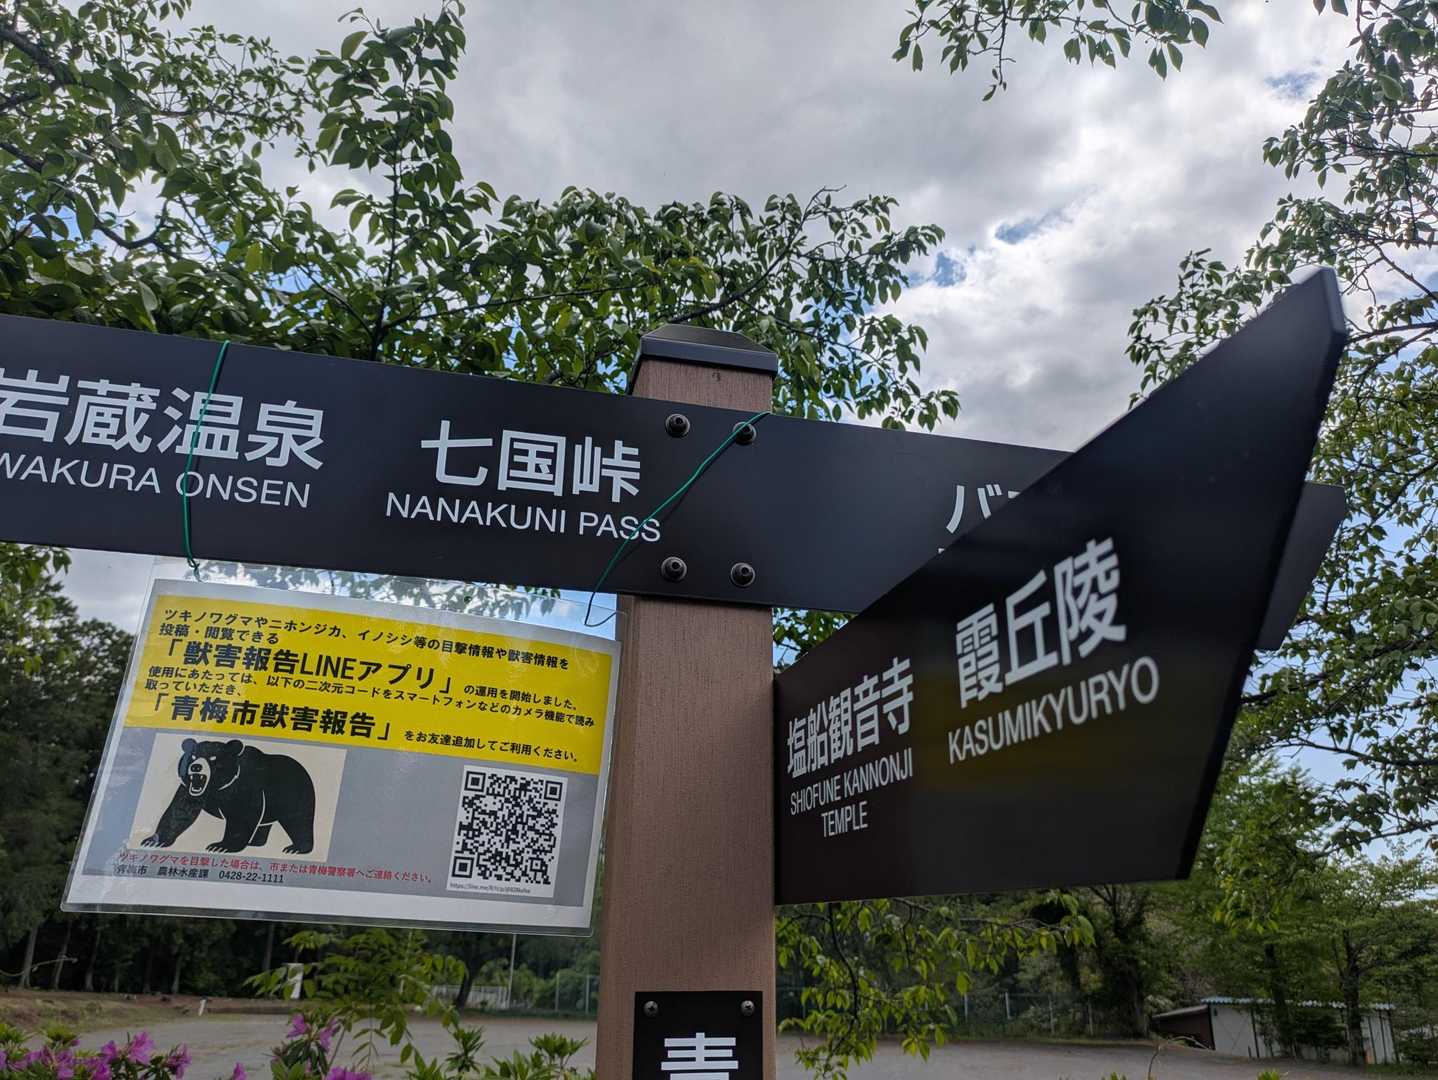 岩蔵温泉
WAKURA ONSEN
七国峠
NANAKUNI PASS
バ
塩船観音寺
SHIOFUNE KANNONJI
TEMPLE
霞丘陵
KASUMIKYURYO
ツキノワグマやニホンジカ、イノシシ等の目撃情報や獣害情報を
投稿・閲覧できる
「獣害報告LINEアプリ」の運用を開始しました。
使用にあたっては、以下の二次元コードをスマートフォンなどのカメラ機能で読み
取っていただき、
「青梅市獣害報告」をお友達追加してご利用ください。
ツキノワグマを目撃した場合は、市または青梅警察署へご連絡ください。
青梅市 農林水産課 0428-22-1111
青